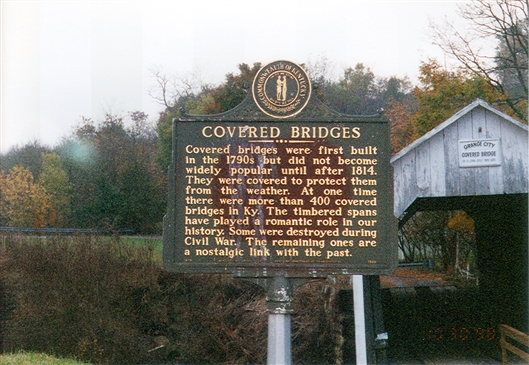 COMMONWEALTH OF KENTUCKY
COVERED BRIDGES
Covered bridges were first built
in the 1790s but did not become
widely popular until after 1814.
They were covered to protect them
from the weather. At one time
there were more than 400 covered
bridges in Ky. The timbered spans
have played a romantic role in our
history. Some were destroyed during
Civil War. The remaining ones are
a nostalgic link with the past.
GRANGE CITY
COVERED BRIDGE